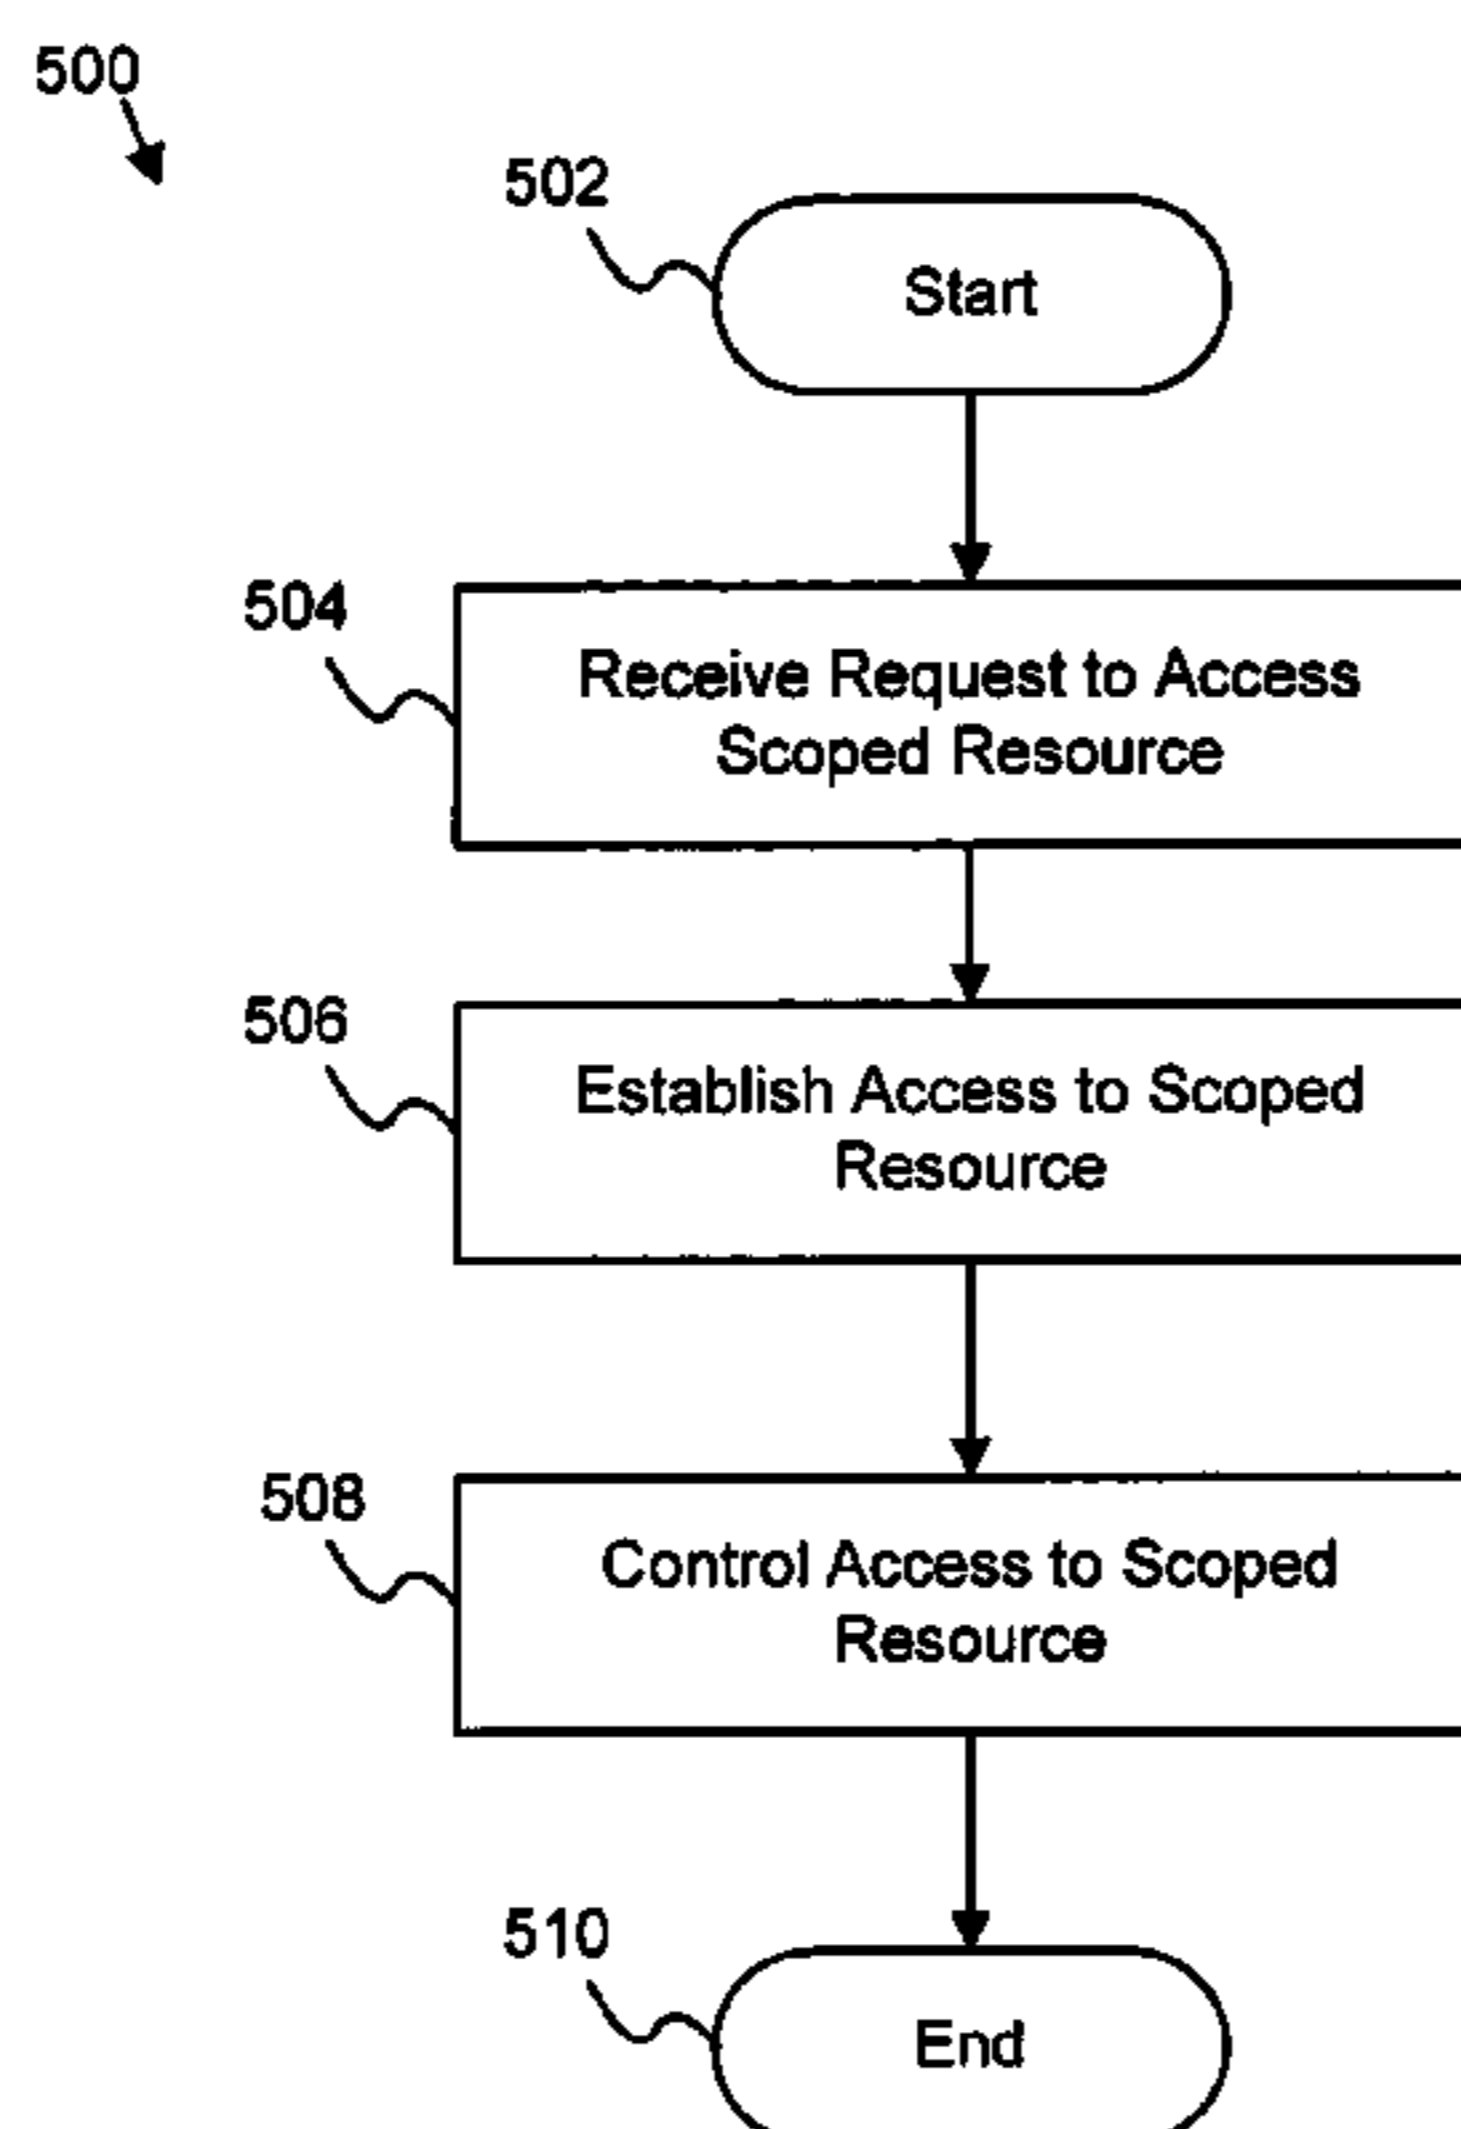 500
502
Start
504
Receive Request to Access
Scoped Resource
506
Establish Access to Scoped
Resource
508
Control Access to Scoped
Resource
510
End